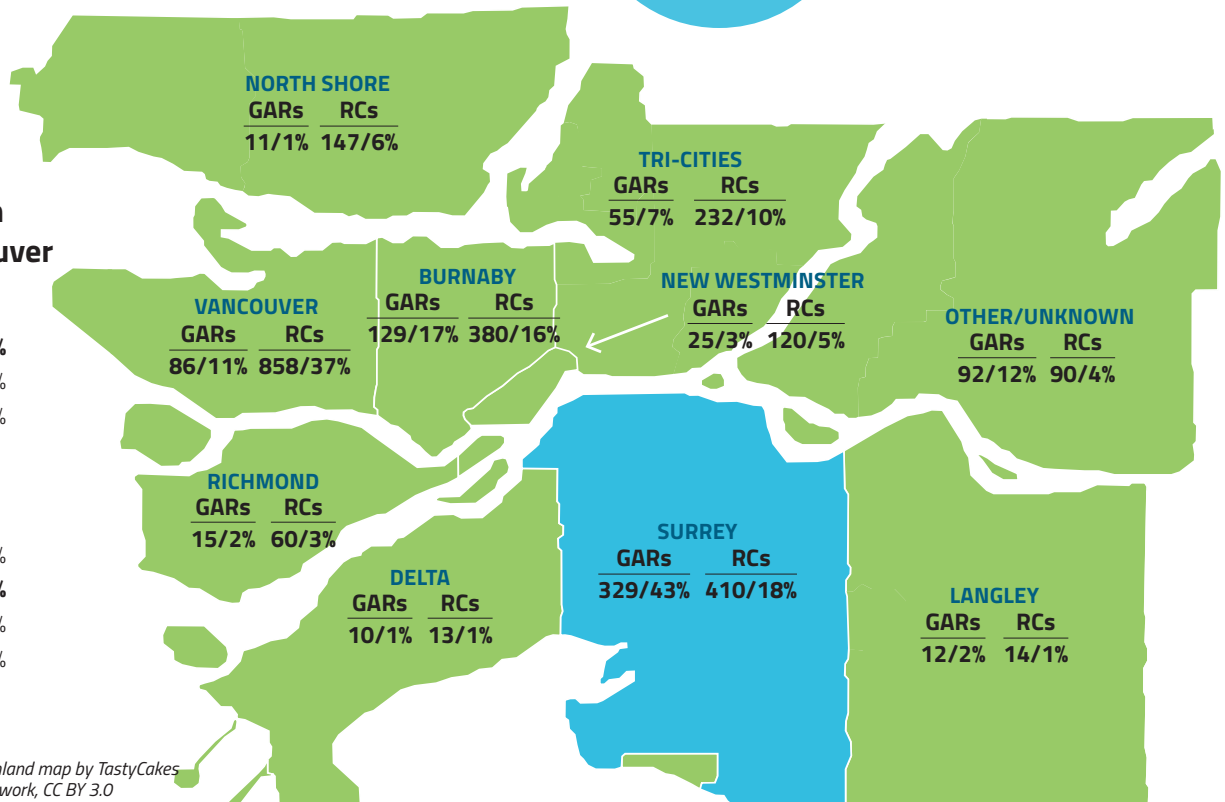 NORTH SHORE
GARs RCs
11/1% 147/6%
TRI-CITIES
GARs RCs
55/7% 232/10%
BURNABY
GARs RCs
129/17% 380/16%
NEW WESTMINSTER
GARs RCs
25/3% 120/5%
VANCOUVER
GARs RCs
86/11% 858/37%
OTHER/UNKNOWN
GARs RCs
92/12% 90/4%
RICHMOND
GARs RCs
15/2% 60/3%
SURREY
GARs RCs
329/43% 410/18%
DELTA
GARs RCs
10/1% 13/1%
LANGLEY
GARs RCs
12/2% 14/1%
uver
%
%
%
%
%
%
%
nland map by TastyCakes
work, CC BY 3.0